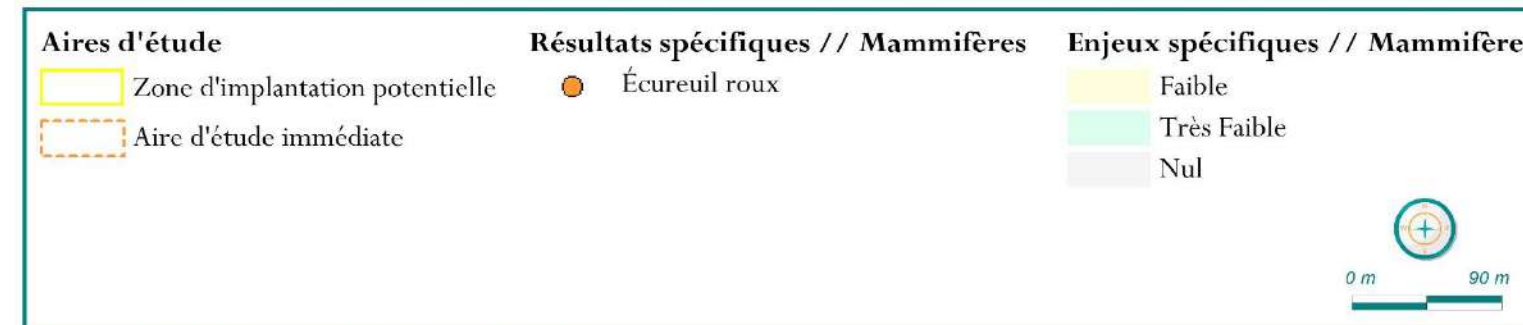 Aires d'étude
Zone d'implantation potentielle
Aire d'étude immédiate
Résultats spécifiques // Mammifères
Écureuil roux
Enjeux spécifiques // Mammifère
Faible
Très Faible
Nul
0 m 90 m